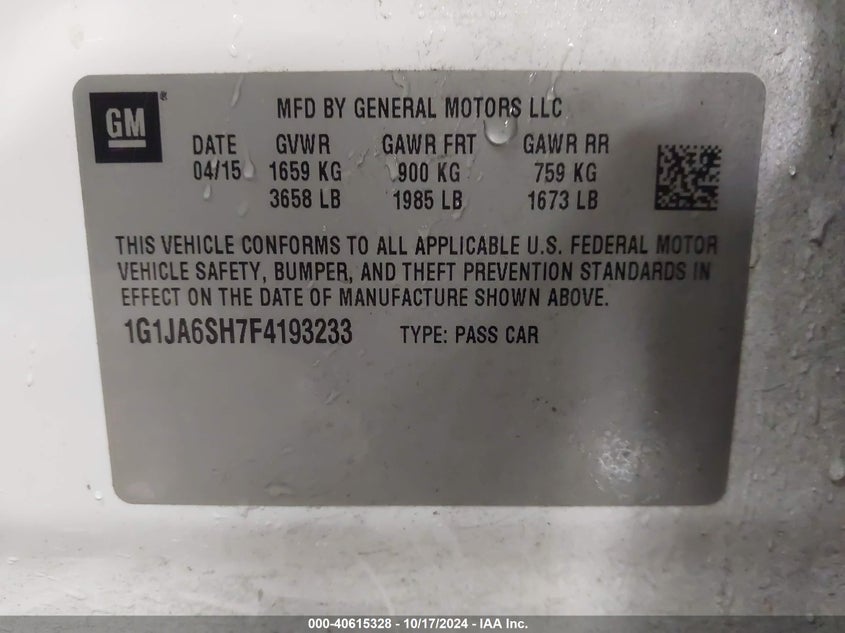 GM®
MFD BY GENERAL MOTORS LLC
DATE GVWR GAWR FRT GAWR RR
04/15 1659 KG 900 KG 759 KG
3658 LB 1985 LB 1673 LB
THIS VEHICLE CONFORMS TO ALL APPLICABLE U.S. FEDERAL MOTOR
VEHICLE SAFETY, BUMPER, AND THEFT PREVENTION STANDARDS IN
EFFECT ON THE DATE OF MANUFACTURE SHOWN ABOVE.
1G1JA6SH7F4193233 TYPE: PASS CAR
000-40615328 - 10/17/2024 - IAA Inc.